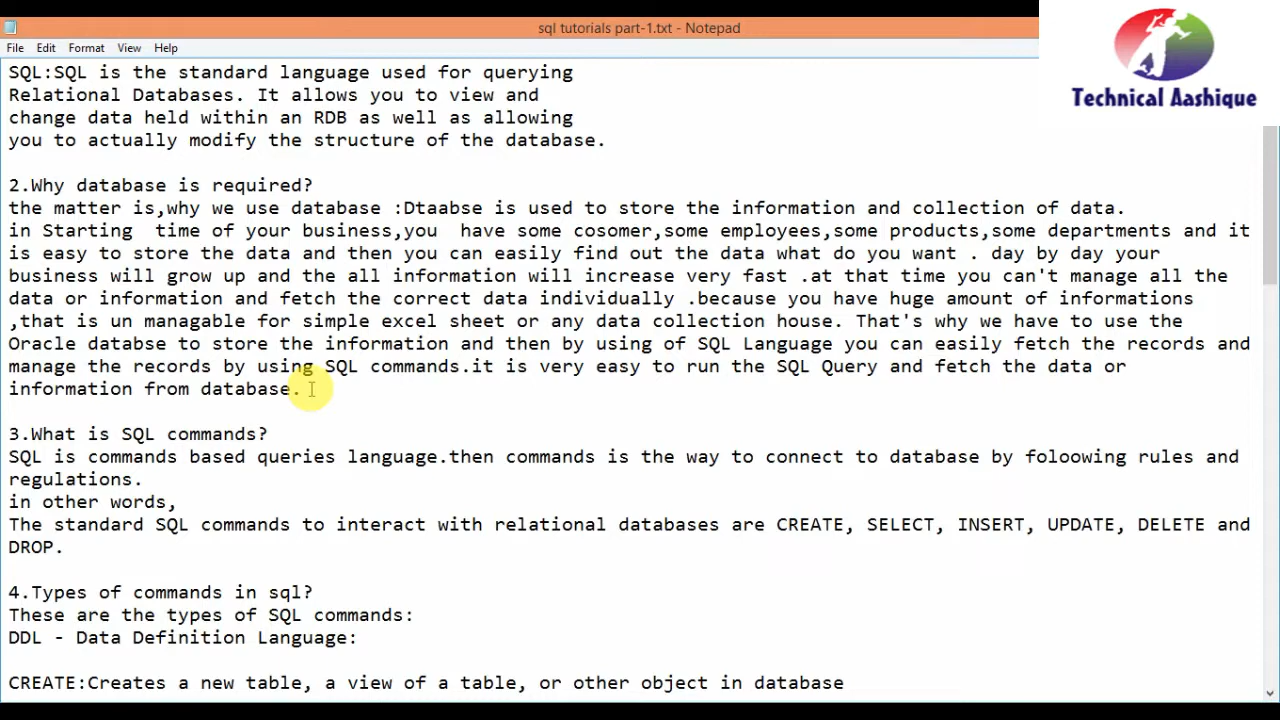 sql tutorials part-1.txt - Notepad
File Edit Format View Help
Technical Aashique
SQL:SQL is the standard language used for querying
Relational Databases. It allows you to view and
change data held within an RDB as well as allowing
you to actually modify the structure of the database.
2.Why database is required?
the matter is,why we use database :Dtaabse is used to store the information and collection of data.
in Starting  time of your business,you  have some cosomer,some employees,some products,some departments and it
is easy to store the data and then you can easily find out the data what do you want . day by day your
business will grow up and the all information will increase very fast .at that time you can't manage all the
data or information and fetch the correct data individually .because you have huge amount of informations
,that is un managable for simple excel sheet or any data collection house. That's why we have to use the
Oracle databse to store the information and then by using of SQL Language you can easily fetch the records and
manage the records by using SQL commands.it is very easy to run the SQL Query and fetch the data or
information from database.
3.What is SQL commands?
SQL is commands based queries language.then commands is the way to connect to database by foloowing rules and
regulations.
in other words,
The standard SQL commands to interact with relational databases are CREATE, SELECT, INSERT, UPDATE, DELETE and
DROP.
4.Types of commands in sql?
These are the types of SQL commands:
DDL - Data Definition Language:
CREATE:Creates a new table, a view of a table, or other object in database